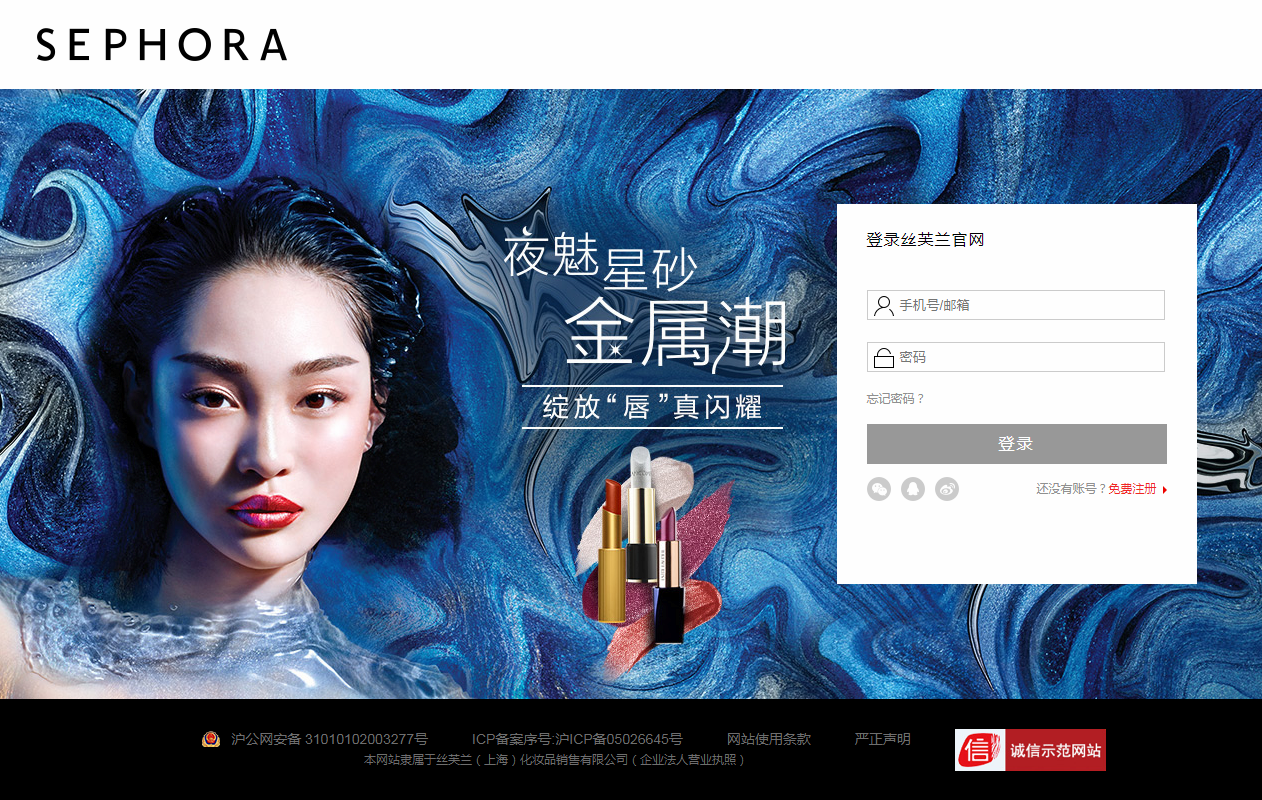 SEPHORA
夜魅星砂
金属潮
绽放“唇”真闪耀
登录丝芙兰官网
手机号/邮箱
密码
忘记密码？
登录
还没有账号？免费注册
沪公网安备 31010102003277号 ICP备案序号:沪ICP备05026645号 网站使用条款 严正声明
本网站隶属于丝芙兰（上海）化妆品销售有限公司（企业法人营业执照）
信 诚信示范网站